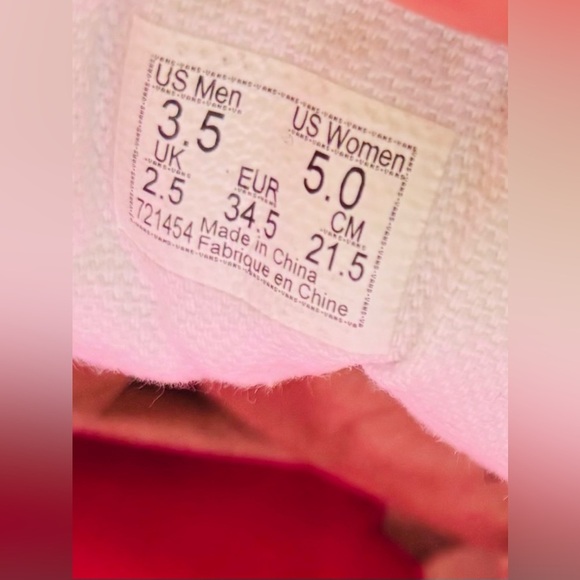 US Men US Women
3.5 5.0
UK EUR CM
2.5 34.5 21.5
721454 Made in China
Fabrique en Chine